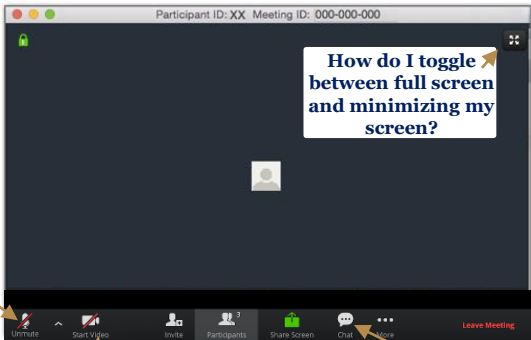 Participant ID: XX Meeting ID: 000-000-000
How do I toggle
between full screen
and minimizing my
screen?
3
Unmute Start Video Invite Participants Share Screen Chat More Leave Meeting